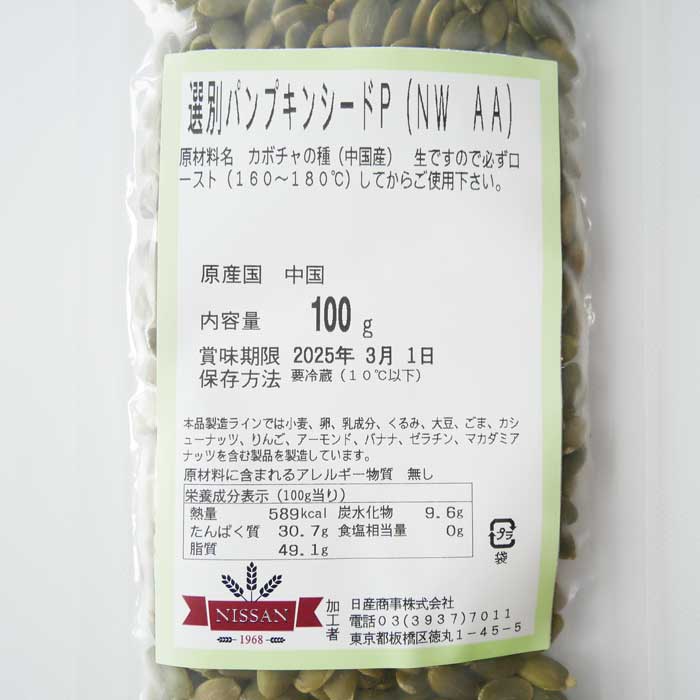 選別パンプキンシードP(NW AA)
原材料名 カボチャの種(中国産) 生ですので必ずロ
ースト(160～180℃)してからご使用下さい。
原産国 中国
内容量 100g
賞味期限 2025年 3月 1日
保存方法 要冷蔵(10℃以下)
本品製造ラインでは小麦、卵、乳成分、くるみ、大豆、ごま、カシ
ューナッツ、りんご、アーモンド、バナナ、ゼラチン、マカダミア
ナッツを含む製品を製造しています。
原材料に含まれるアレルギー物質 無し
栄養成分表示(100g当り)
熱量 589kcal 炭水化物 9.6g
たんぱく質 30.7g 食塩相当量 0g
脂質 49.1g
プラ
袋
NISSAN
1968
加工者
日産商事株式会社
電話03(3937)7011
東京都板橋区徳丸1-45-5